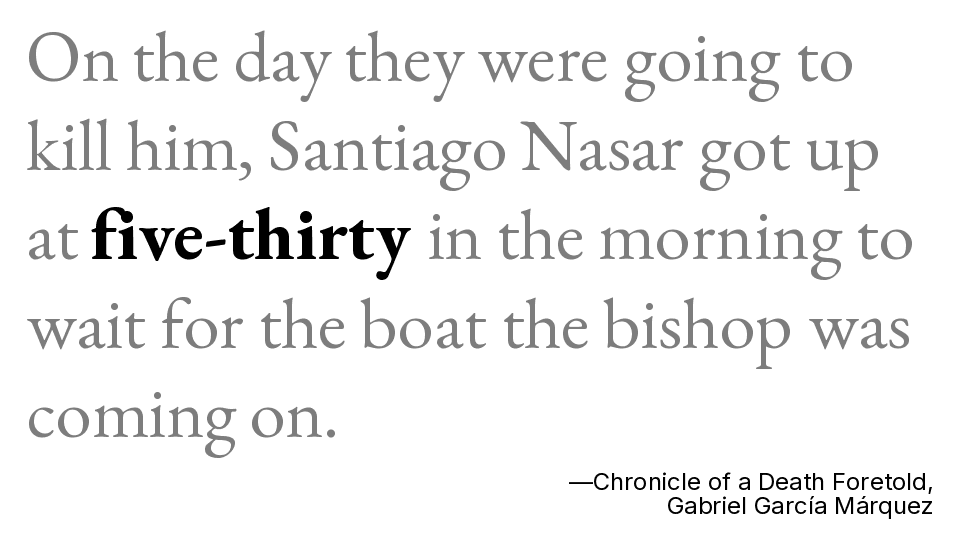 On the day they were going to
kill him, Santiago Nasar got up
at five-thirty in the morning to
wait for the boat the bishop was
coming on.
—Chronicle of a Death Foretold,
Gabriel García Márquez